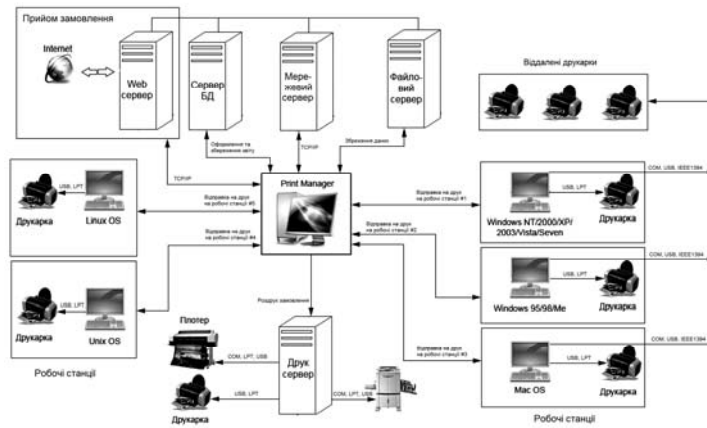 Прийом замовлення
Internet
Web
сервер
Сервер
БД
Мере-
жевий
сервер
Файло-
вий
сервер
Віддалені друкарки
Оформлення та
збереження звіту
TCP/IP
Збереження даних
TCP/IP
USB, LPT
Друкарка
Linux OS
Відправка на друк
на робочі станції #5
Print Manager
Відправка на друк
на робочі станції #1
COM, USB, IEEE1394
USB, LPT
Windows NT/2000/XP/
2003/Vista/Seven
Друкарка
Відправка на друк
на робочі станції #4
Відправка на друк
на робочі станції #2
USB, LPT
Друкарка
Unix OS
COM, USB, IEEE1394
USB, LPT
Windows 95/98/Me
Друкарка
Роздрук замовлення
Відправка на друк
на робочі станції #3
COM, USB, IEEE1394
USB, LPT
Mac OS
Друкарка
Робочі станції
Плотер
COM, LPT, USB
Друк
сервер
USB, LPT
COM, LPT, USB
Друкарка
Робочі станції